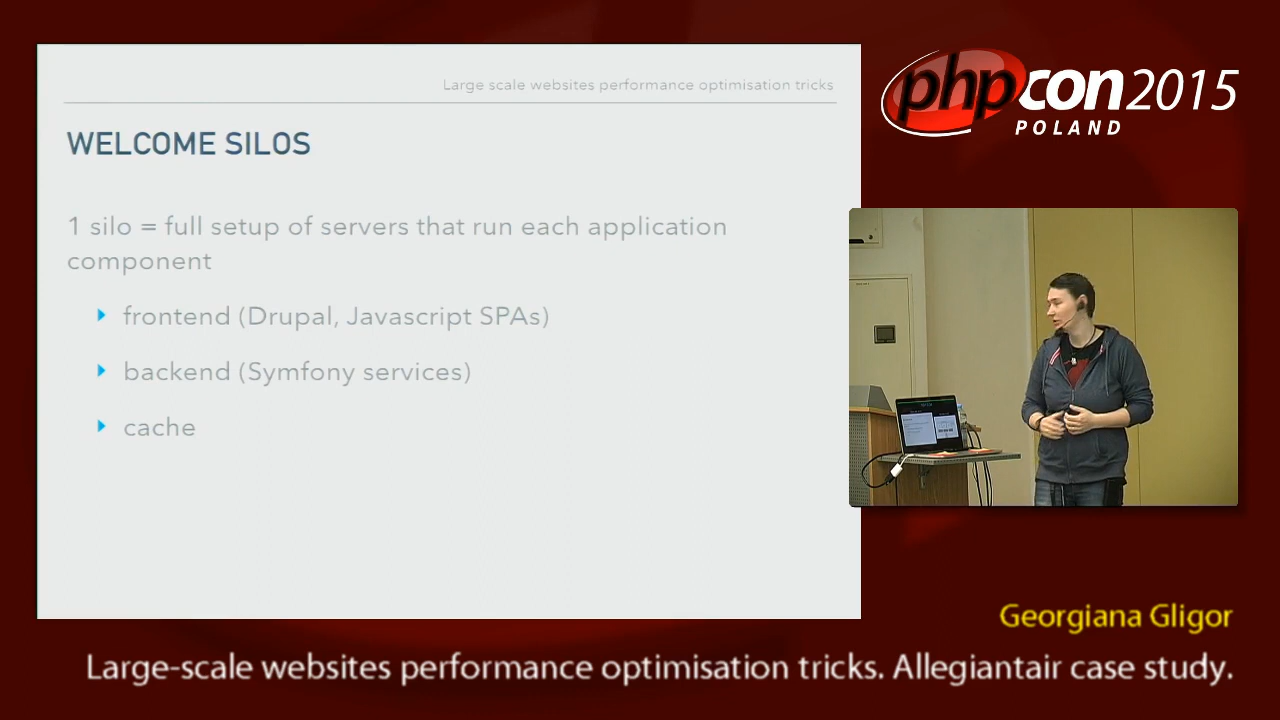 Large scale websites performance optimisation tricks
WELCOME SILOS
1 silo = full setup of servers that run each application
component
frontend (Drupal, Javascript SPAs)
backend (Symfony services)
cache
phpcon2015
POLAND
Georgiana Gligor
Large-scale websites performance optimisation tricks. Allegiantair case study.